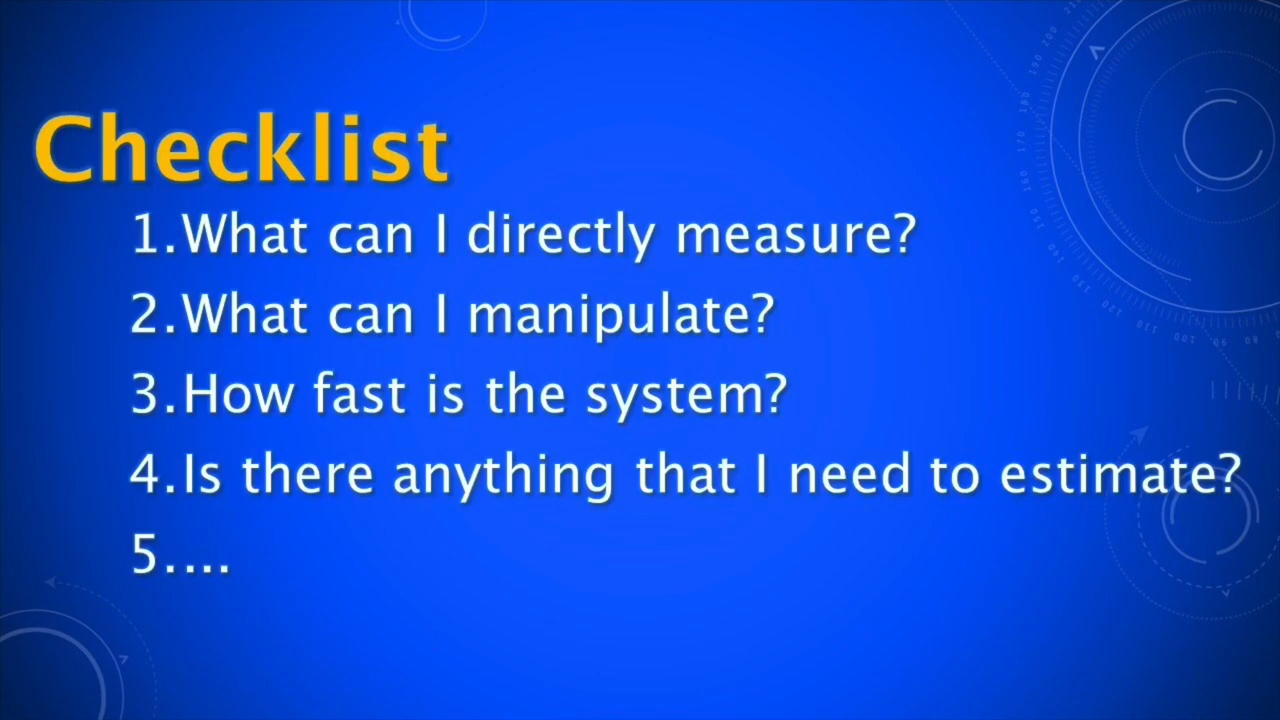 Checklist
1.What can I directly measure?
2.What can I manipulate?
3.How fast is the system?
4.Is there anything that I need to estimate?
5....